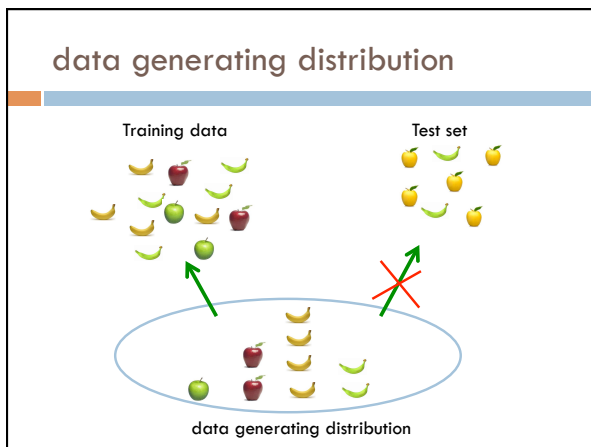 data generating distribution
Training data
Test set
data generating distribution